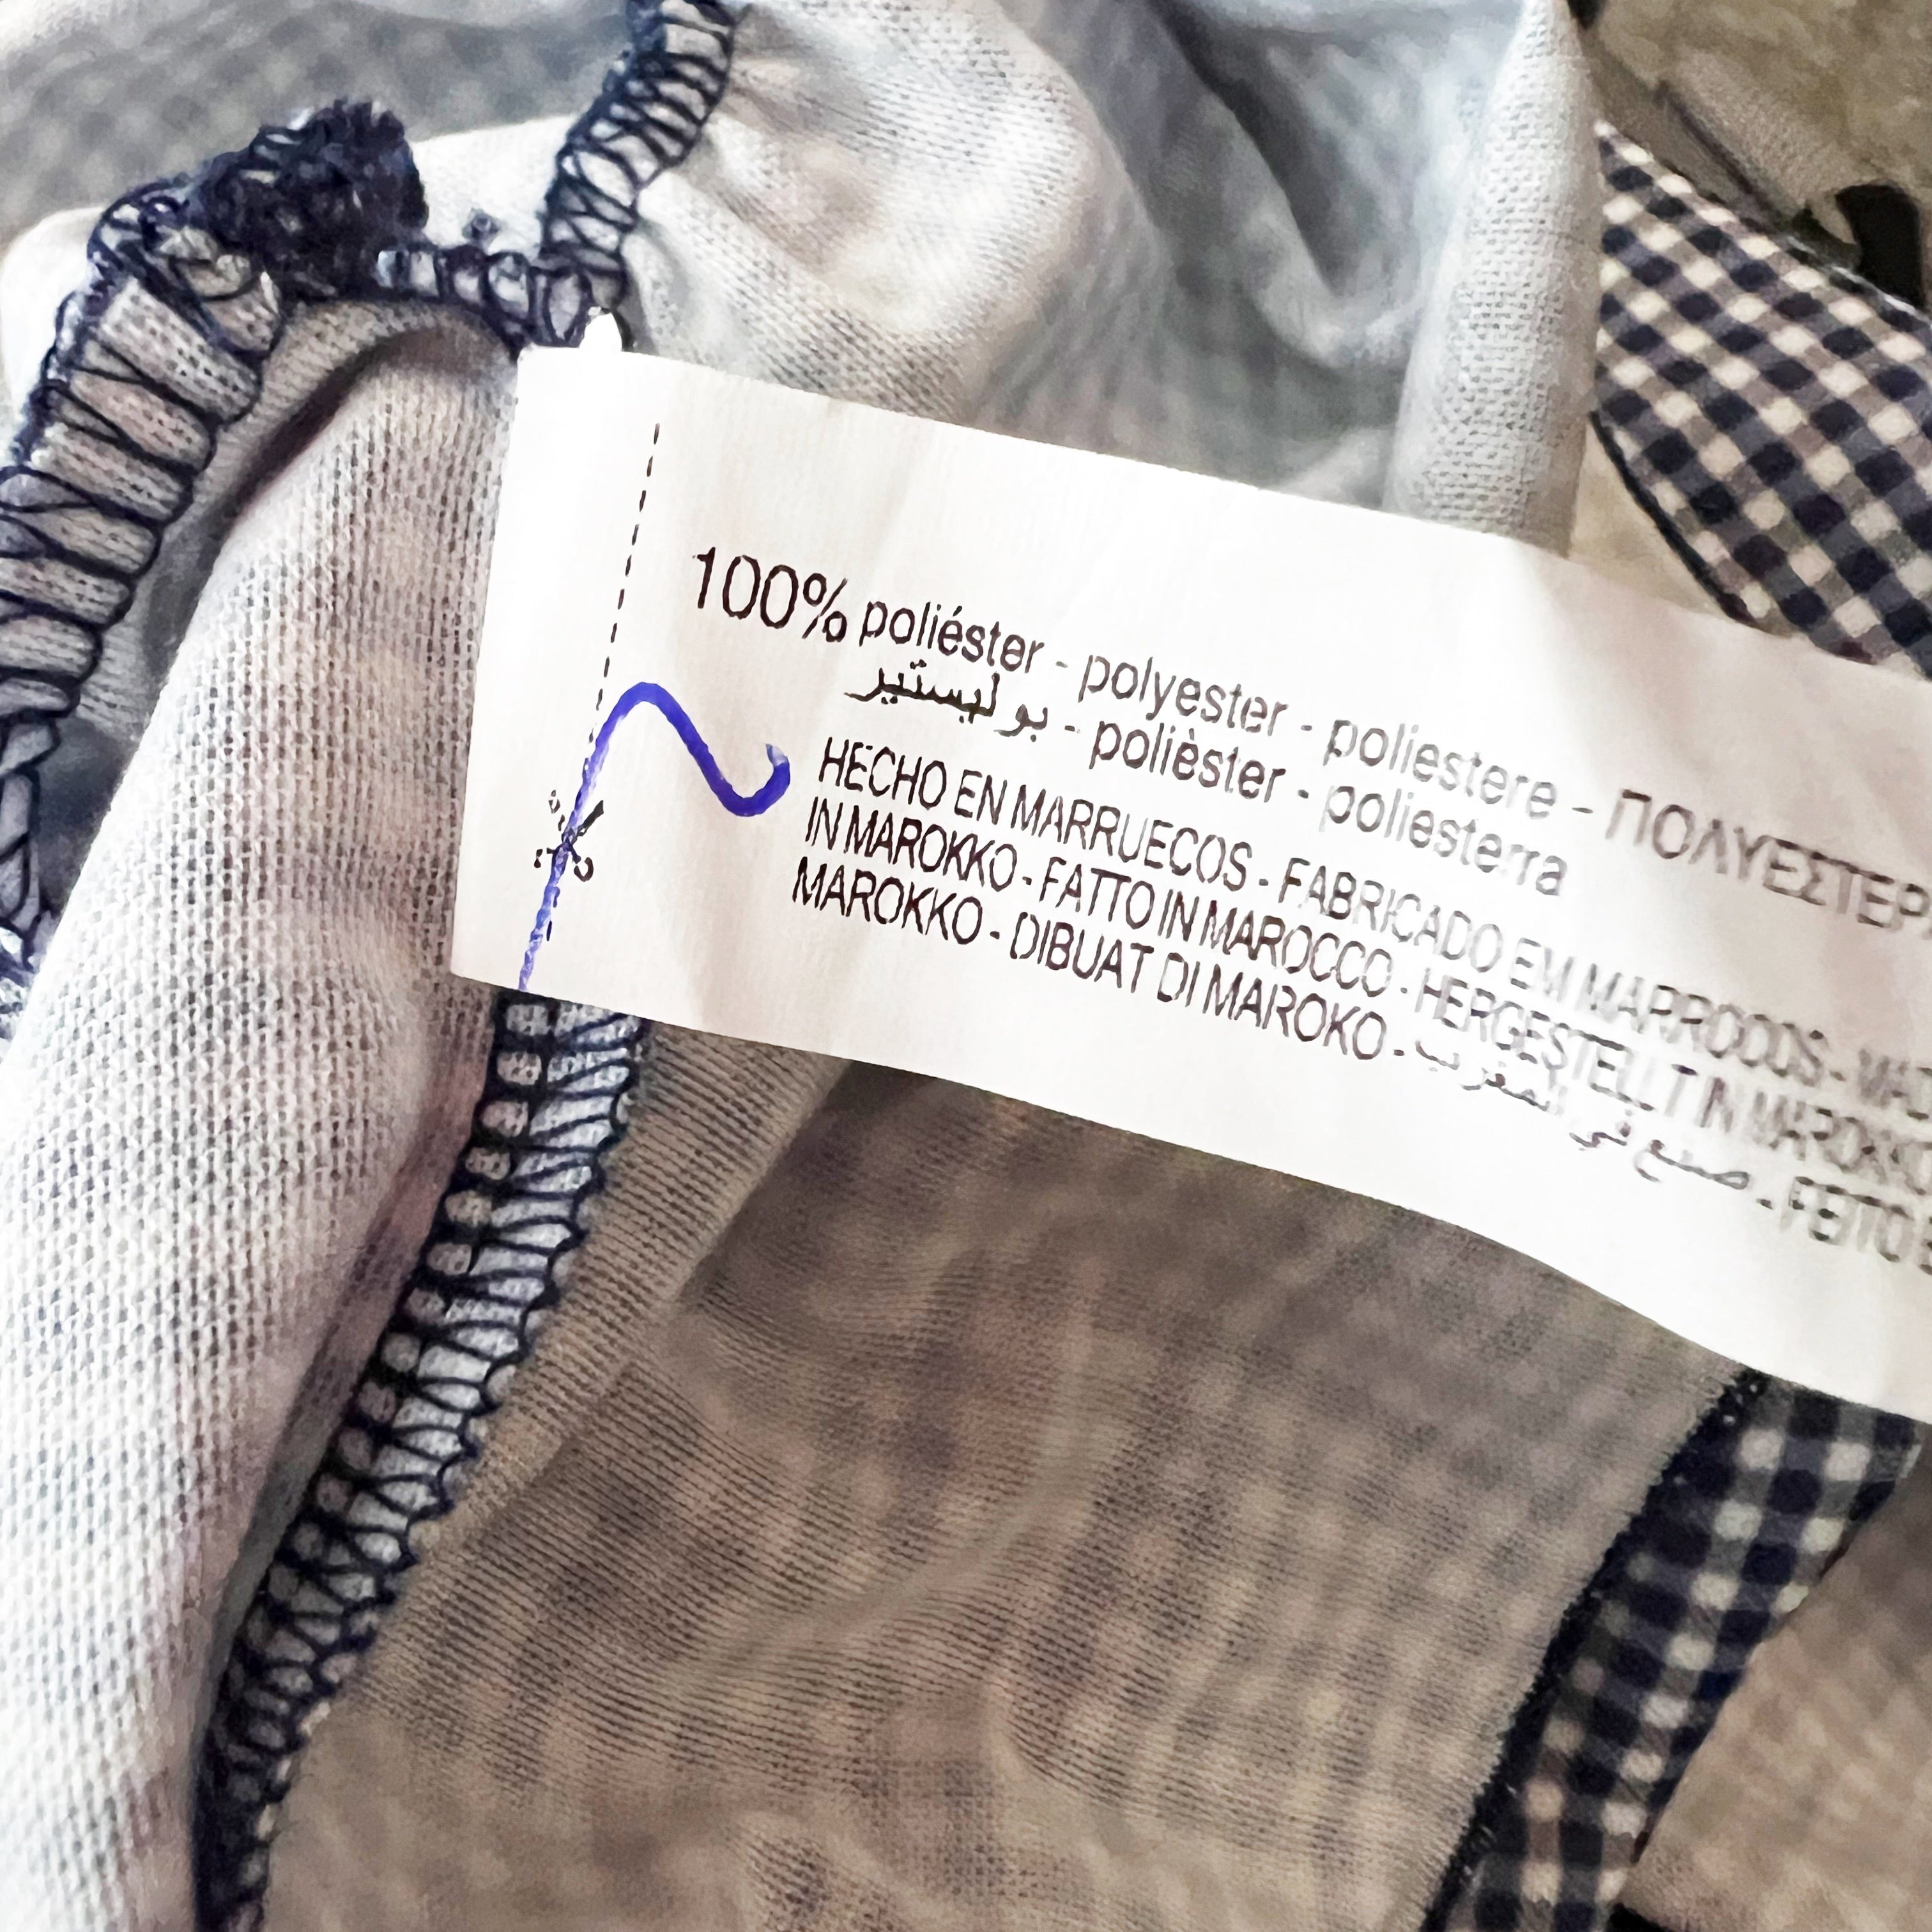 100% poliéster - polyester - poliestere - ΠΟΛΥΕΣΤΕΡ
بوليستير - polièster - poliesterra
HECHO EN MARRUECOS - FABRICADO EM MARROCOS -
IN MAROKKO - FATTO IN MAROCCO - HERGESTELLT IN MAROKKO
MAROKKO - DIBUAT DI MAROKO - صنع في المغرب - FEITO